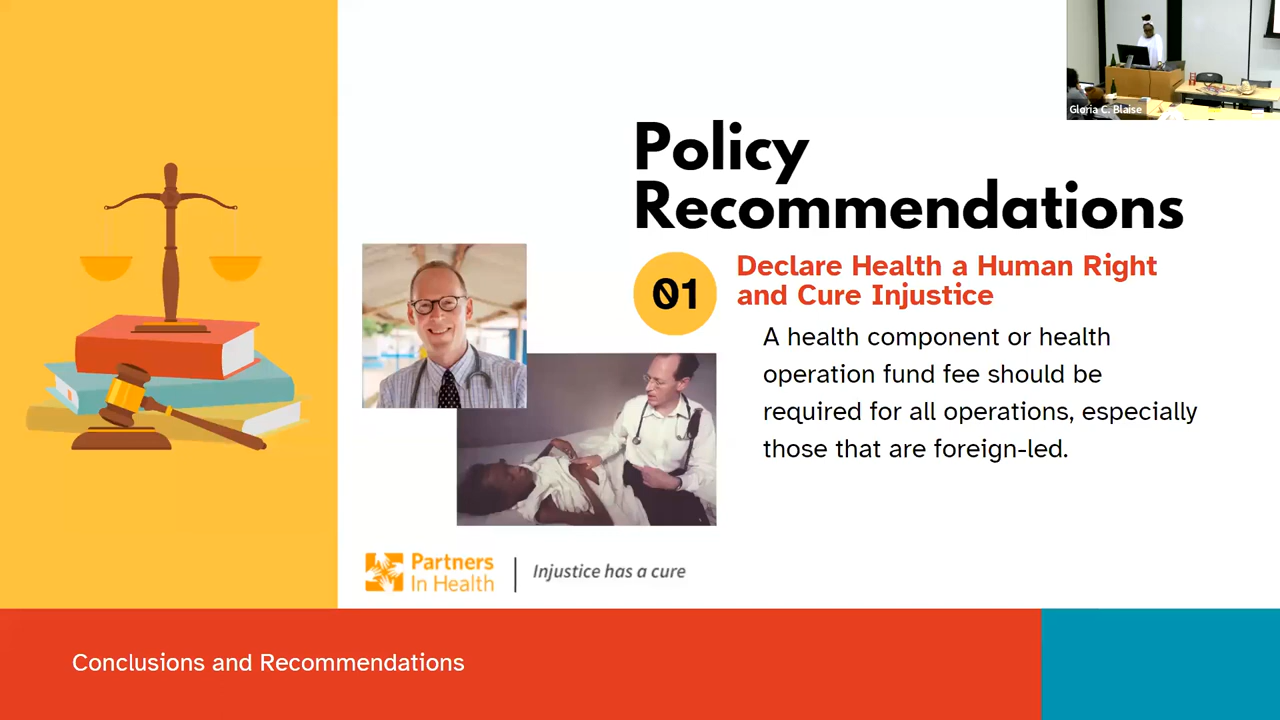 Gloria C. Blaise
Policy
Recommendations
01
Declare Health a Human Right
and Cure Injustice
A health component or health
operation fund fee should be
required for all operations, especially
those that are foreign-led.
Partners
In Health
Injustice has a cure
Conclusions and Recommendations